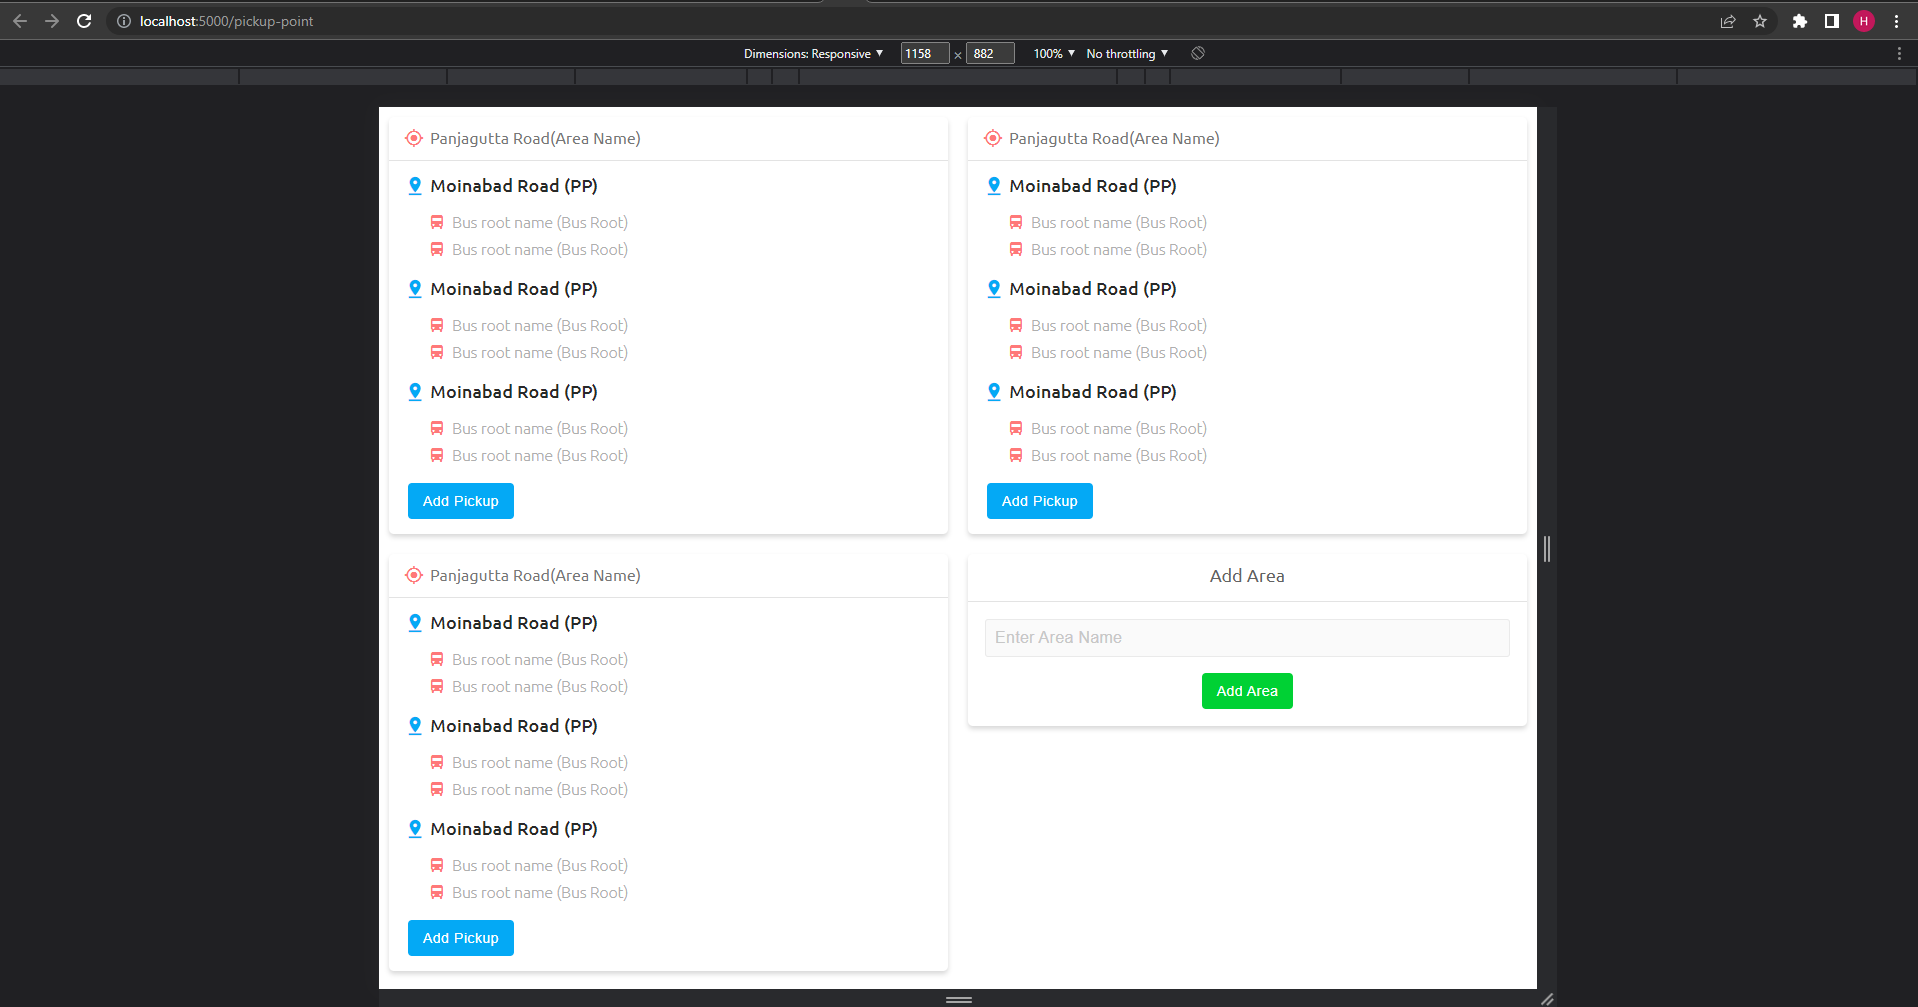 localhost:5000/pickup-point
H
Dimensions: Responsive ▼ 1158 × 882 100% ▼ No throttling ▼
Panjagutta Road(Area Name)
Moinabad Road (PP)
Bus root name (Bus Root)
Bus root name (Bus Root)
Moinabad Road (PP)
Bus root name (Bus Root)
Bus root name (Bus Root)
Moinabad Road (PP)
Bus root name (Bus Root)
Bus root name (Bus Root)
Add Pickup
Panjagutta Road(Area Name)
Moinabad Road (PP)
Bus root name (Bus Root)
Bus root name (Bus Root)
Moinabad Road (PP)
Bus root name (Bus Root)
Bus root name (Bus Root)
Moinabad Road (PP)
Bus root name (Bus Root)
Bus root name (Bus Root)
Add Pickup
Panjagutta Road(Area Name)
Moinabad Road (PP)
Bus root name (Bus Root)
Bus root name (Bus Root)
Moinabad Road (PP)
Bus root name (Bus Root)
Bus root name (Bus Root)
Moinabad Road (PP)
Bus root name (Bus Root)
Bus root name (Bus Root)
Add Pickup
Add Area
Enter Area Name
Add Area